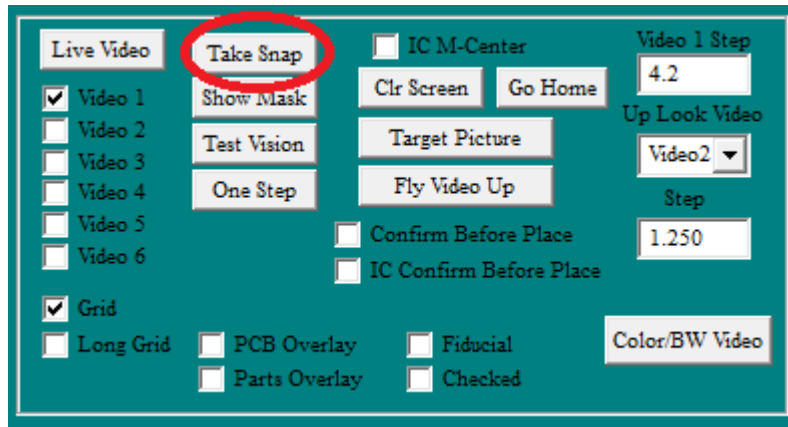 Live Video
Take Snap
IC M-Center
Video 1 Step
Video 1
Show Mask
Clr Screen
Go Home
4.2
Up Look Video
Video 2
Test Vision
Target Picture
Video2
Video 3
Video 4
One Step
Fly Video Up
Step
Video 5
Confirm Before Place
1.250
Video 6
IC Confirm Before Place
Grid
Long Grid
PCB Overlay
Fiducial
Color/BW Video
Parts Overlay
Checked